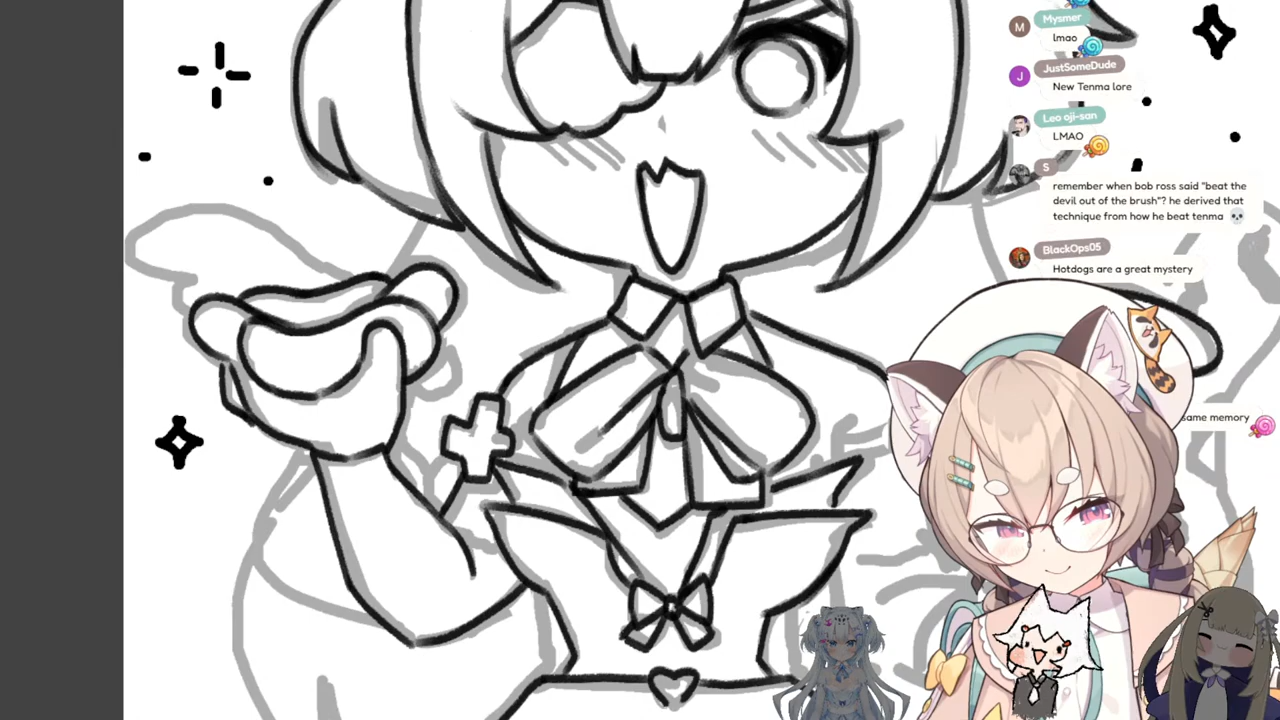 M
Mysmer
lmao
J
JustSomeDude
New Tenma lore
Leo oji-san
LMAO
S
remember when bob ross said "beat the
devil out of the brush"? he derived that
technique from how he beat tenma 💀
BlackOps05
Hotdogs are a great mystery
same memory